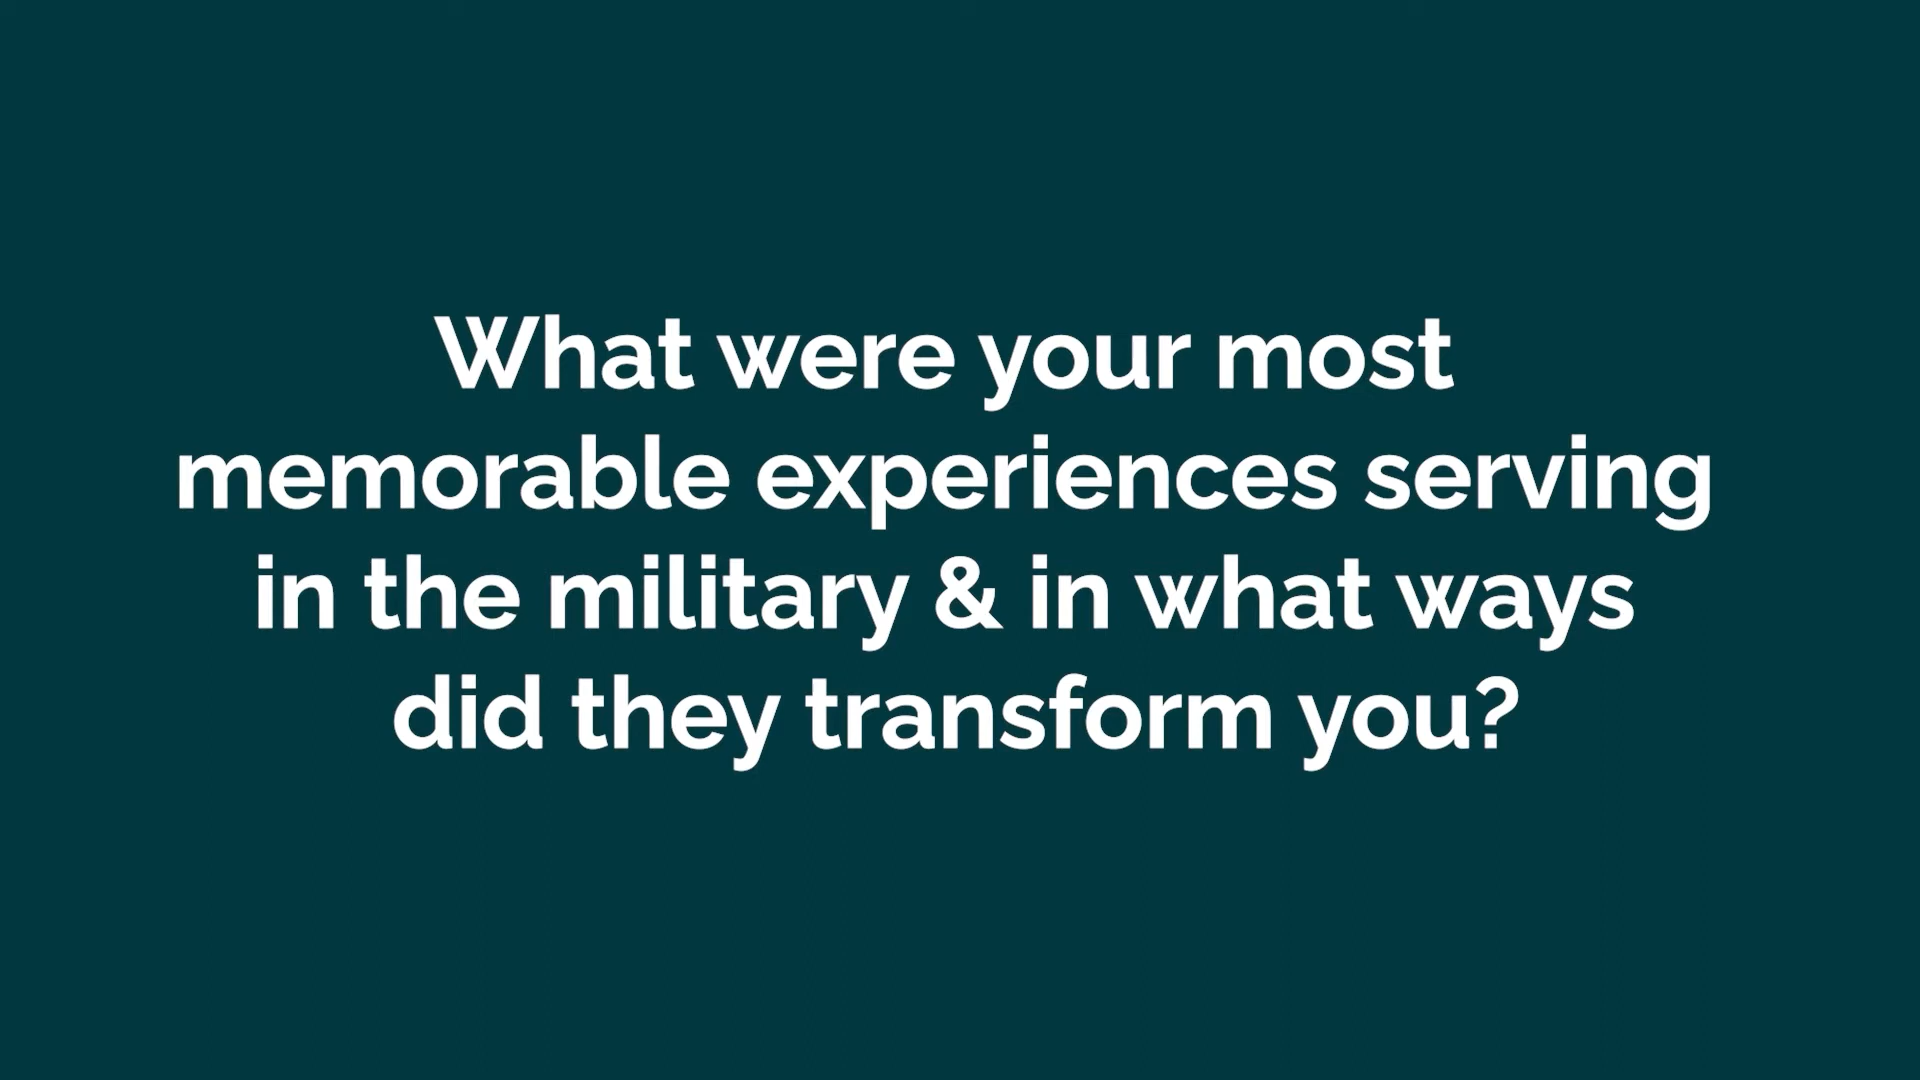 What were your most
memorable experiences serving
in the military & in what ways
did they transform you?